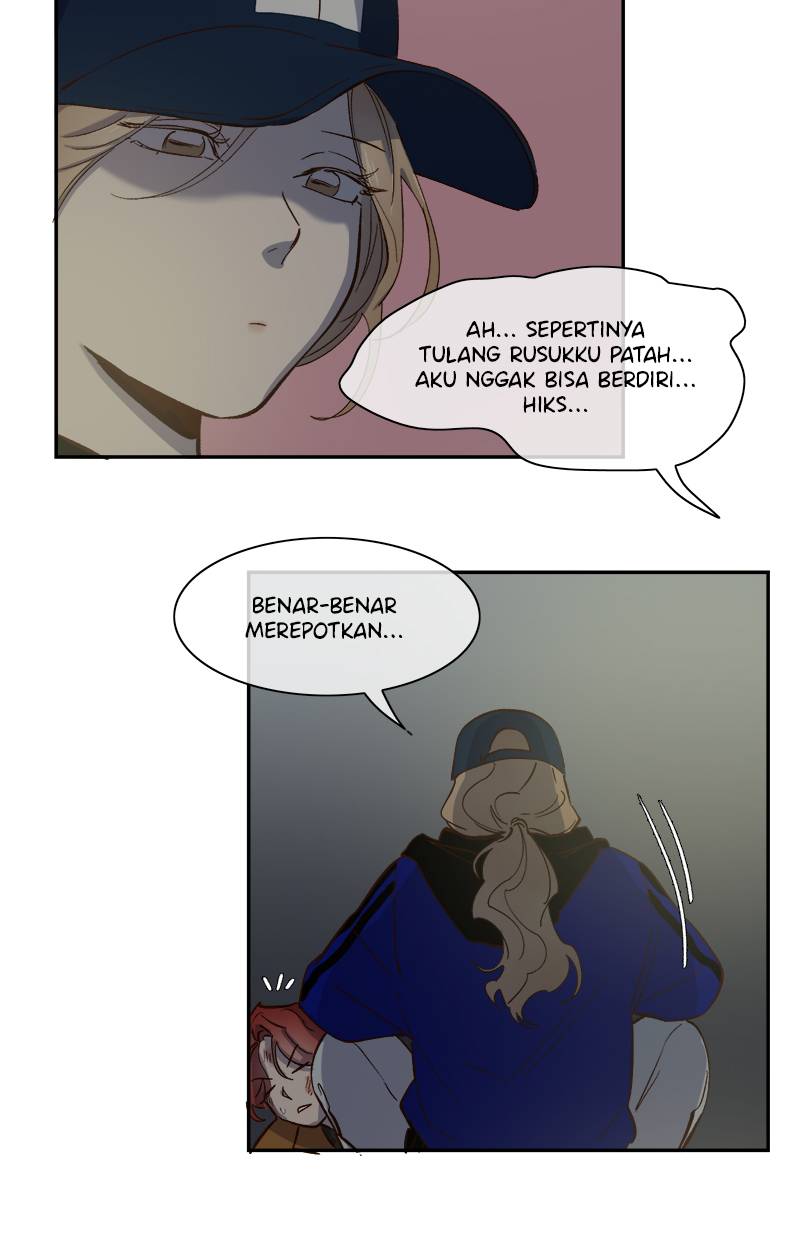 AH... SEPERTINYA
TULANG RUSUKKU PATAH...
AKU NGGAK BISA BERDIRI...
HIKS...
BENAR-BENAR
MEREPOTKAN...